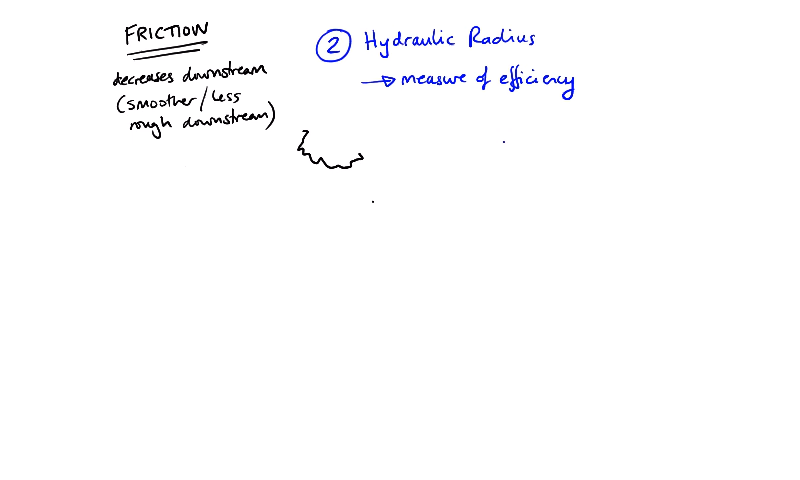 FRICTION
decreases downstream
(smoother/less
rough downstream)
2 Hydraulic Radius
→ measure of efficiency